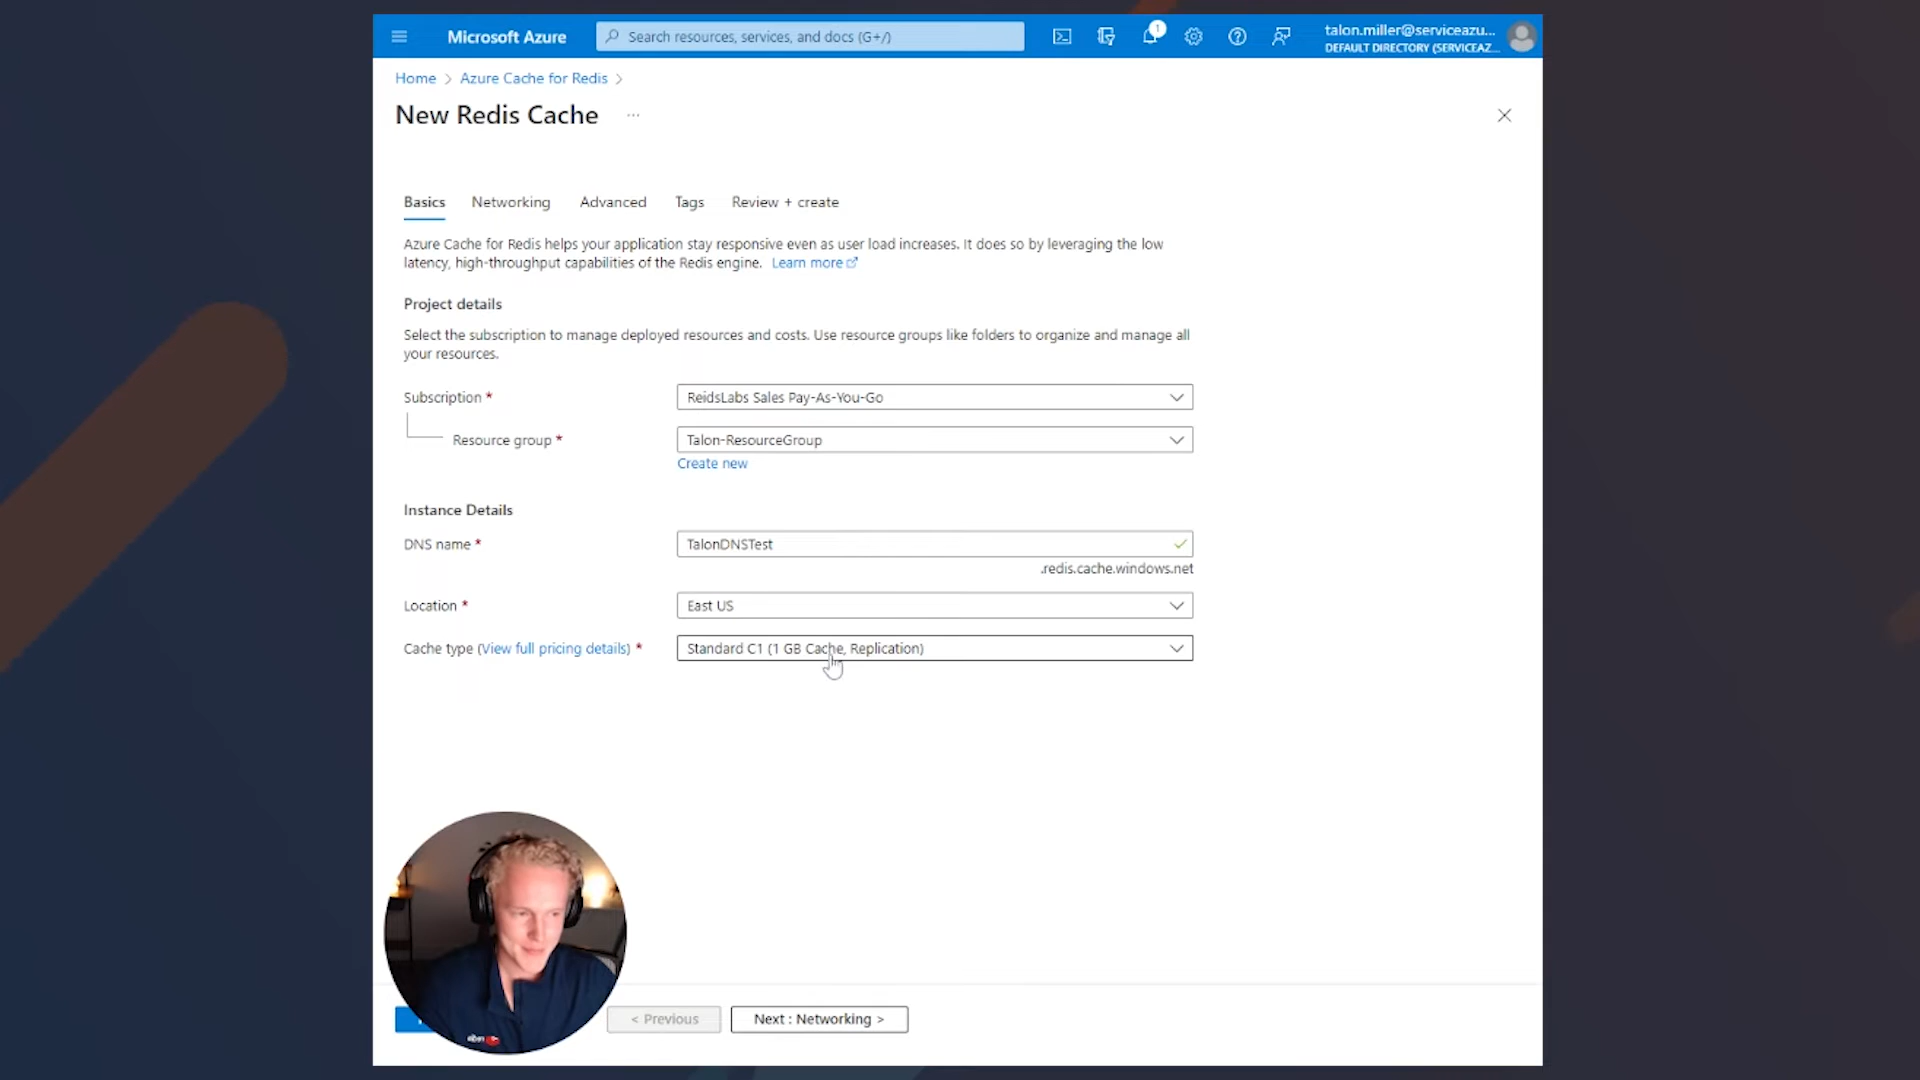 Microsoft Azure
Search resources, services, and docs (G+/)
1
talon.miller@serviceazu...
DEFAULT DIRECTORY (SERVICEAZ...
Home > Azure Cache for Redis >
New Redis Cache ...
Basics Networking Advanced Tags Review + create
Azure Cache for Redis helps your application stay responsive even as user load increases. It does so by leveraging the low
latency, high-throughput capabilities of the Redis engine. Learn more
Project details
Select the subscription to manage deployed resources and costs. Use resource groups like folders to organize and manage all
your resources.
Subscription * ReidsLabs Sales Pay-As-You-Go
Resource group * Talon-ResourceGroup
Create new
Instance Details
DNS name * TalonDNSTest
.redis.cache.windows.net
Location * East US
Cache type (View full pricing details) * Standard C1 (1 GB Cache, Replication)
< Previous Next : Networking >